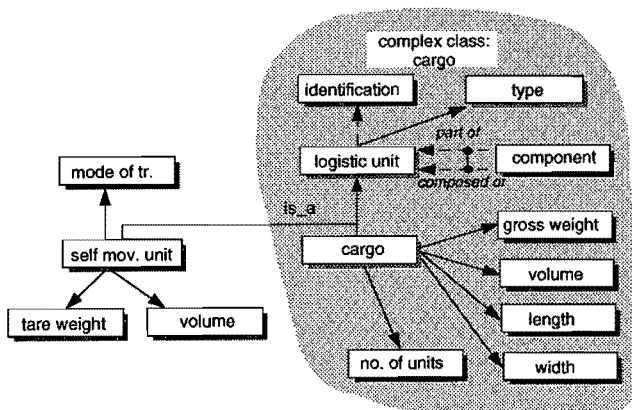 complex class:
cargo
identification
type
part of
logistic unit
component
composed of
mode of tr.
is_a
gross weight
self mov. unit
cargo
volume
tare weight
volume
length
no. of units
width